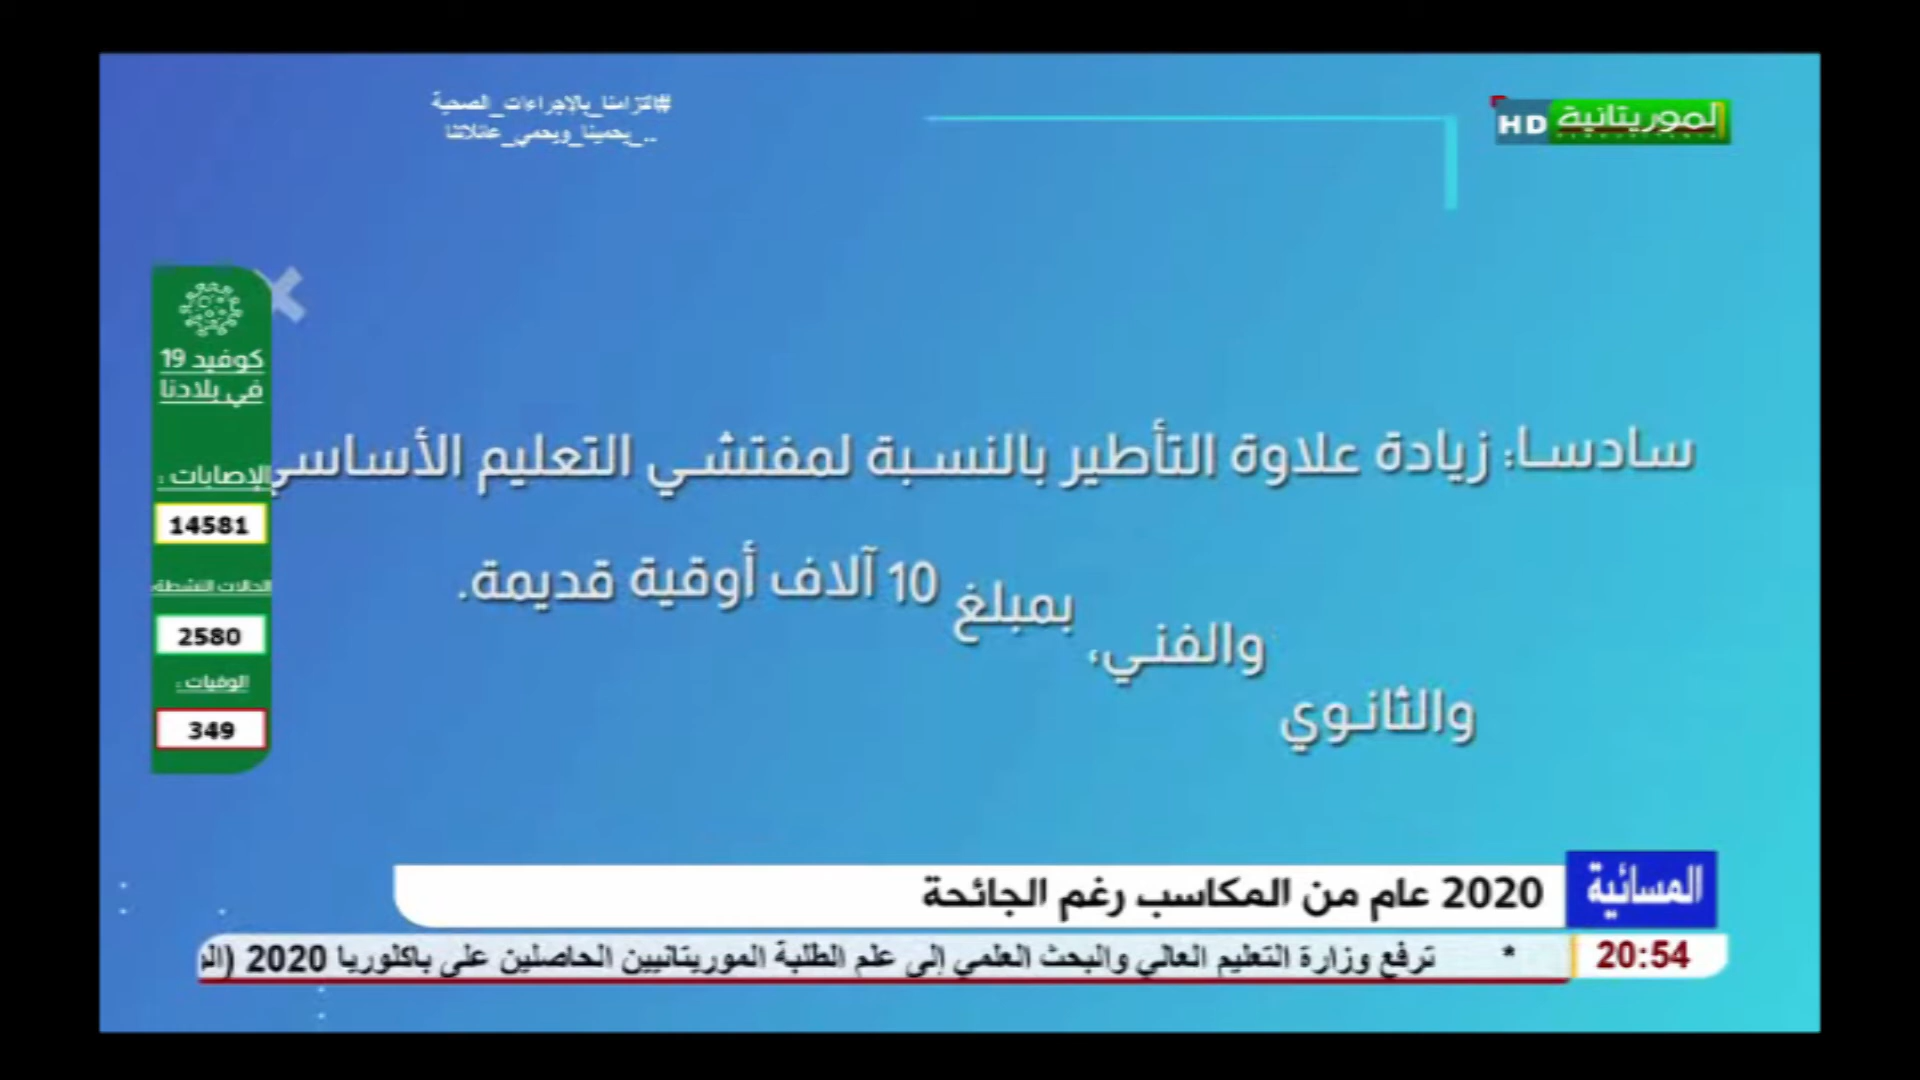 #التزامنا_بالإجراءات_الصحية
.._يحمينا_ويحمي_عائلاتنا
الموريتانية HD
كوفيد 19
في بلادنا
الإصابات :
14581
الحالات النشطة:
2580
الوفيات :
349
سادسا: زيادة علاوة التأطير بالنسبة لمفتشي التعليم الأساسي
والثانوي والفني، بمبلغ 10 آلاف أوقية قديمة.
المسائية
2020 عام من المكاسب رغم الجائحة
20:54
* ترفع وزارة التعليم العالي والبحث العلمي إلى علم الطلبة الموريتانيين الحاصلين على باكلوريا 2020